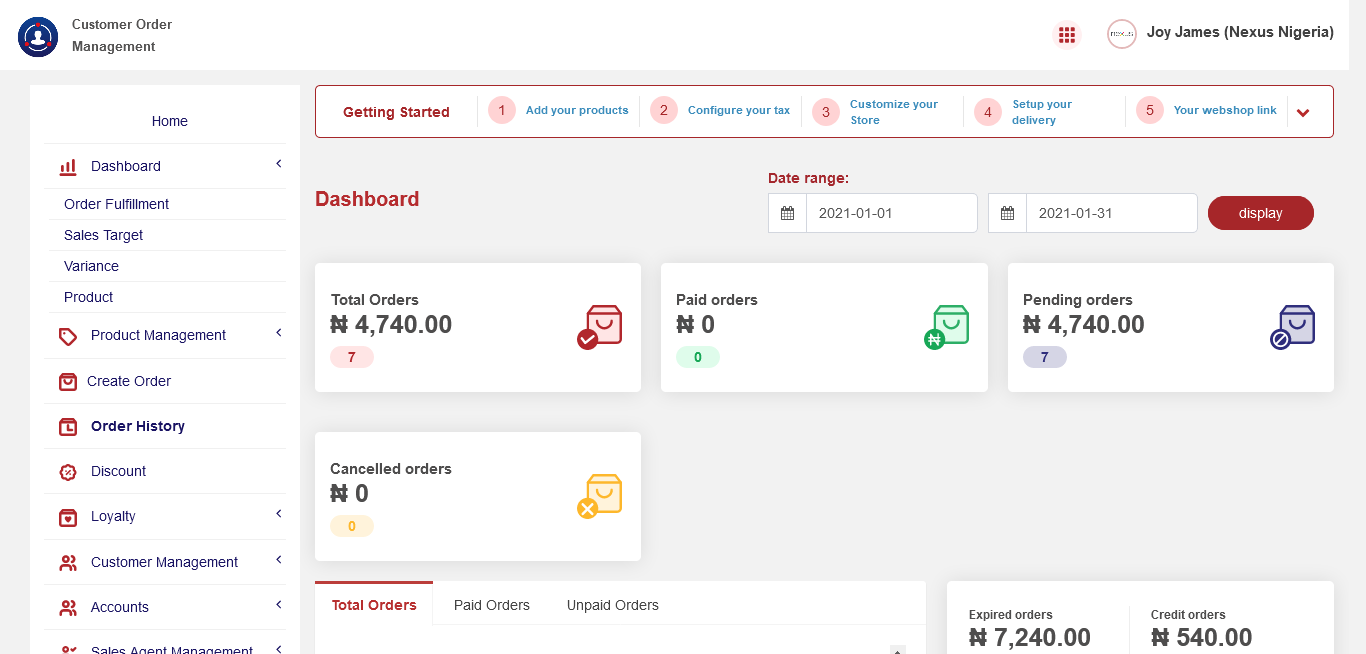 Customer Order
Management
nexus
Joy James (Nexus Nigeria)
Home
Dashboard
Order Fulfillment
Sales Target
Variance
Product
Product Management
Create Order
Order History
Discount
Loyalty
Customer Management
Accounts
Sales Agent Management
Getting Started
1 Add your products
2 Configure your tax
3 Customize your
Store
4 Setup your
delivery
5 Your webshop link
Dashboard
Date range:
2021-01-01
2021-01-31
display
Total Orders
₦ 4,740.00
7
Paid orders
₦ 0
0
Pending orders
₦ 4,740.00
7
Cancelled orders
₦ 0
0
Total Orders Paid Orders Unpaid Orders
Expired orders
₦ 7,240.00
Credit orders
₦ 540.00